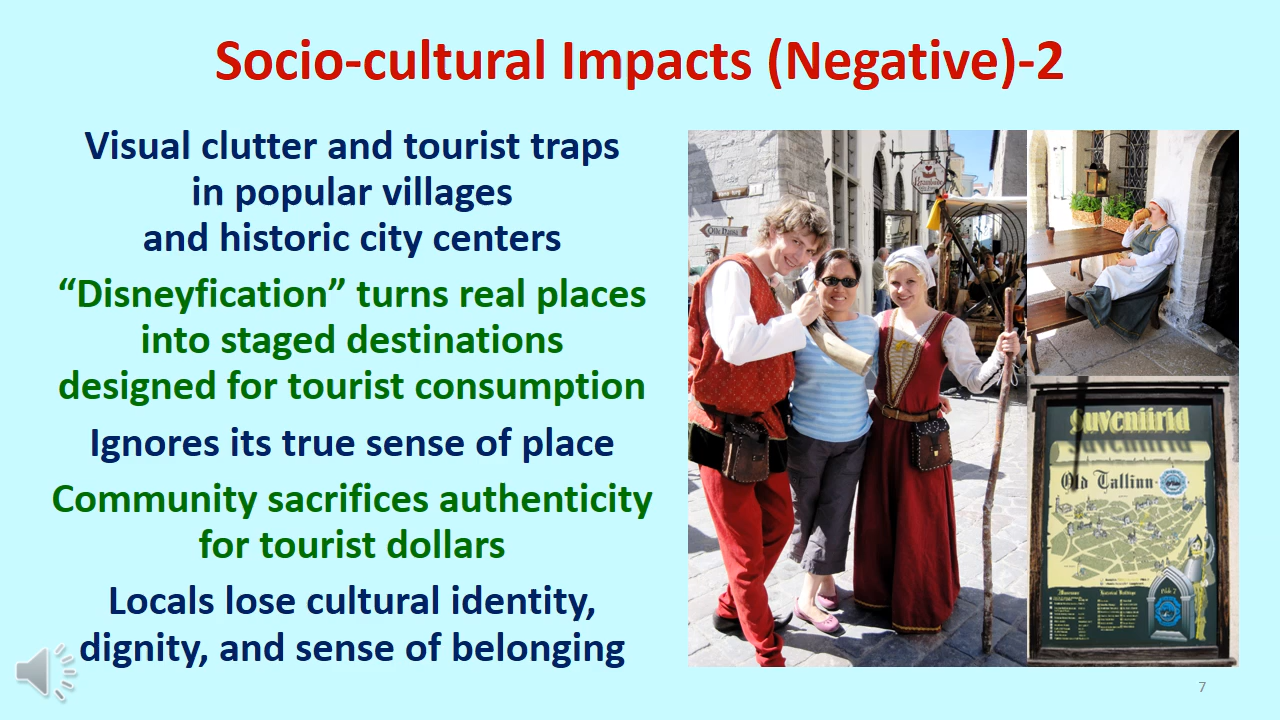 Socio-cultural Impacts (Negative)-2
Visual clutter and tourist traps
in popular villages
and historic city centers
“Disneyfication” turns real places
into staged destinations
designed for tourist consumption
Ignores its true sense of place
Community sacrifices authenticity
for tourist dollars
Locals lose cultural identity,
dignity, and sense of belonging
Olde Hansa
Suveniirid
Old Tallinn
7